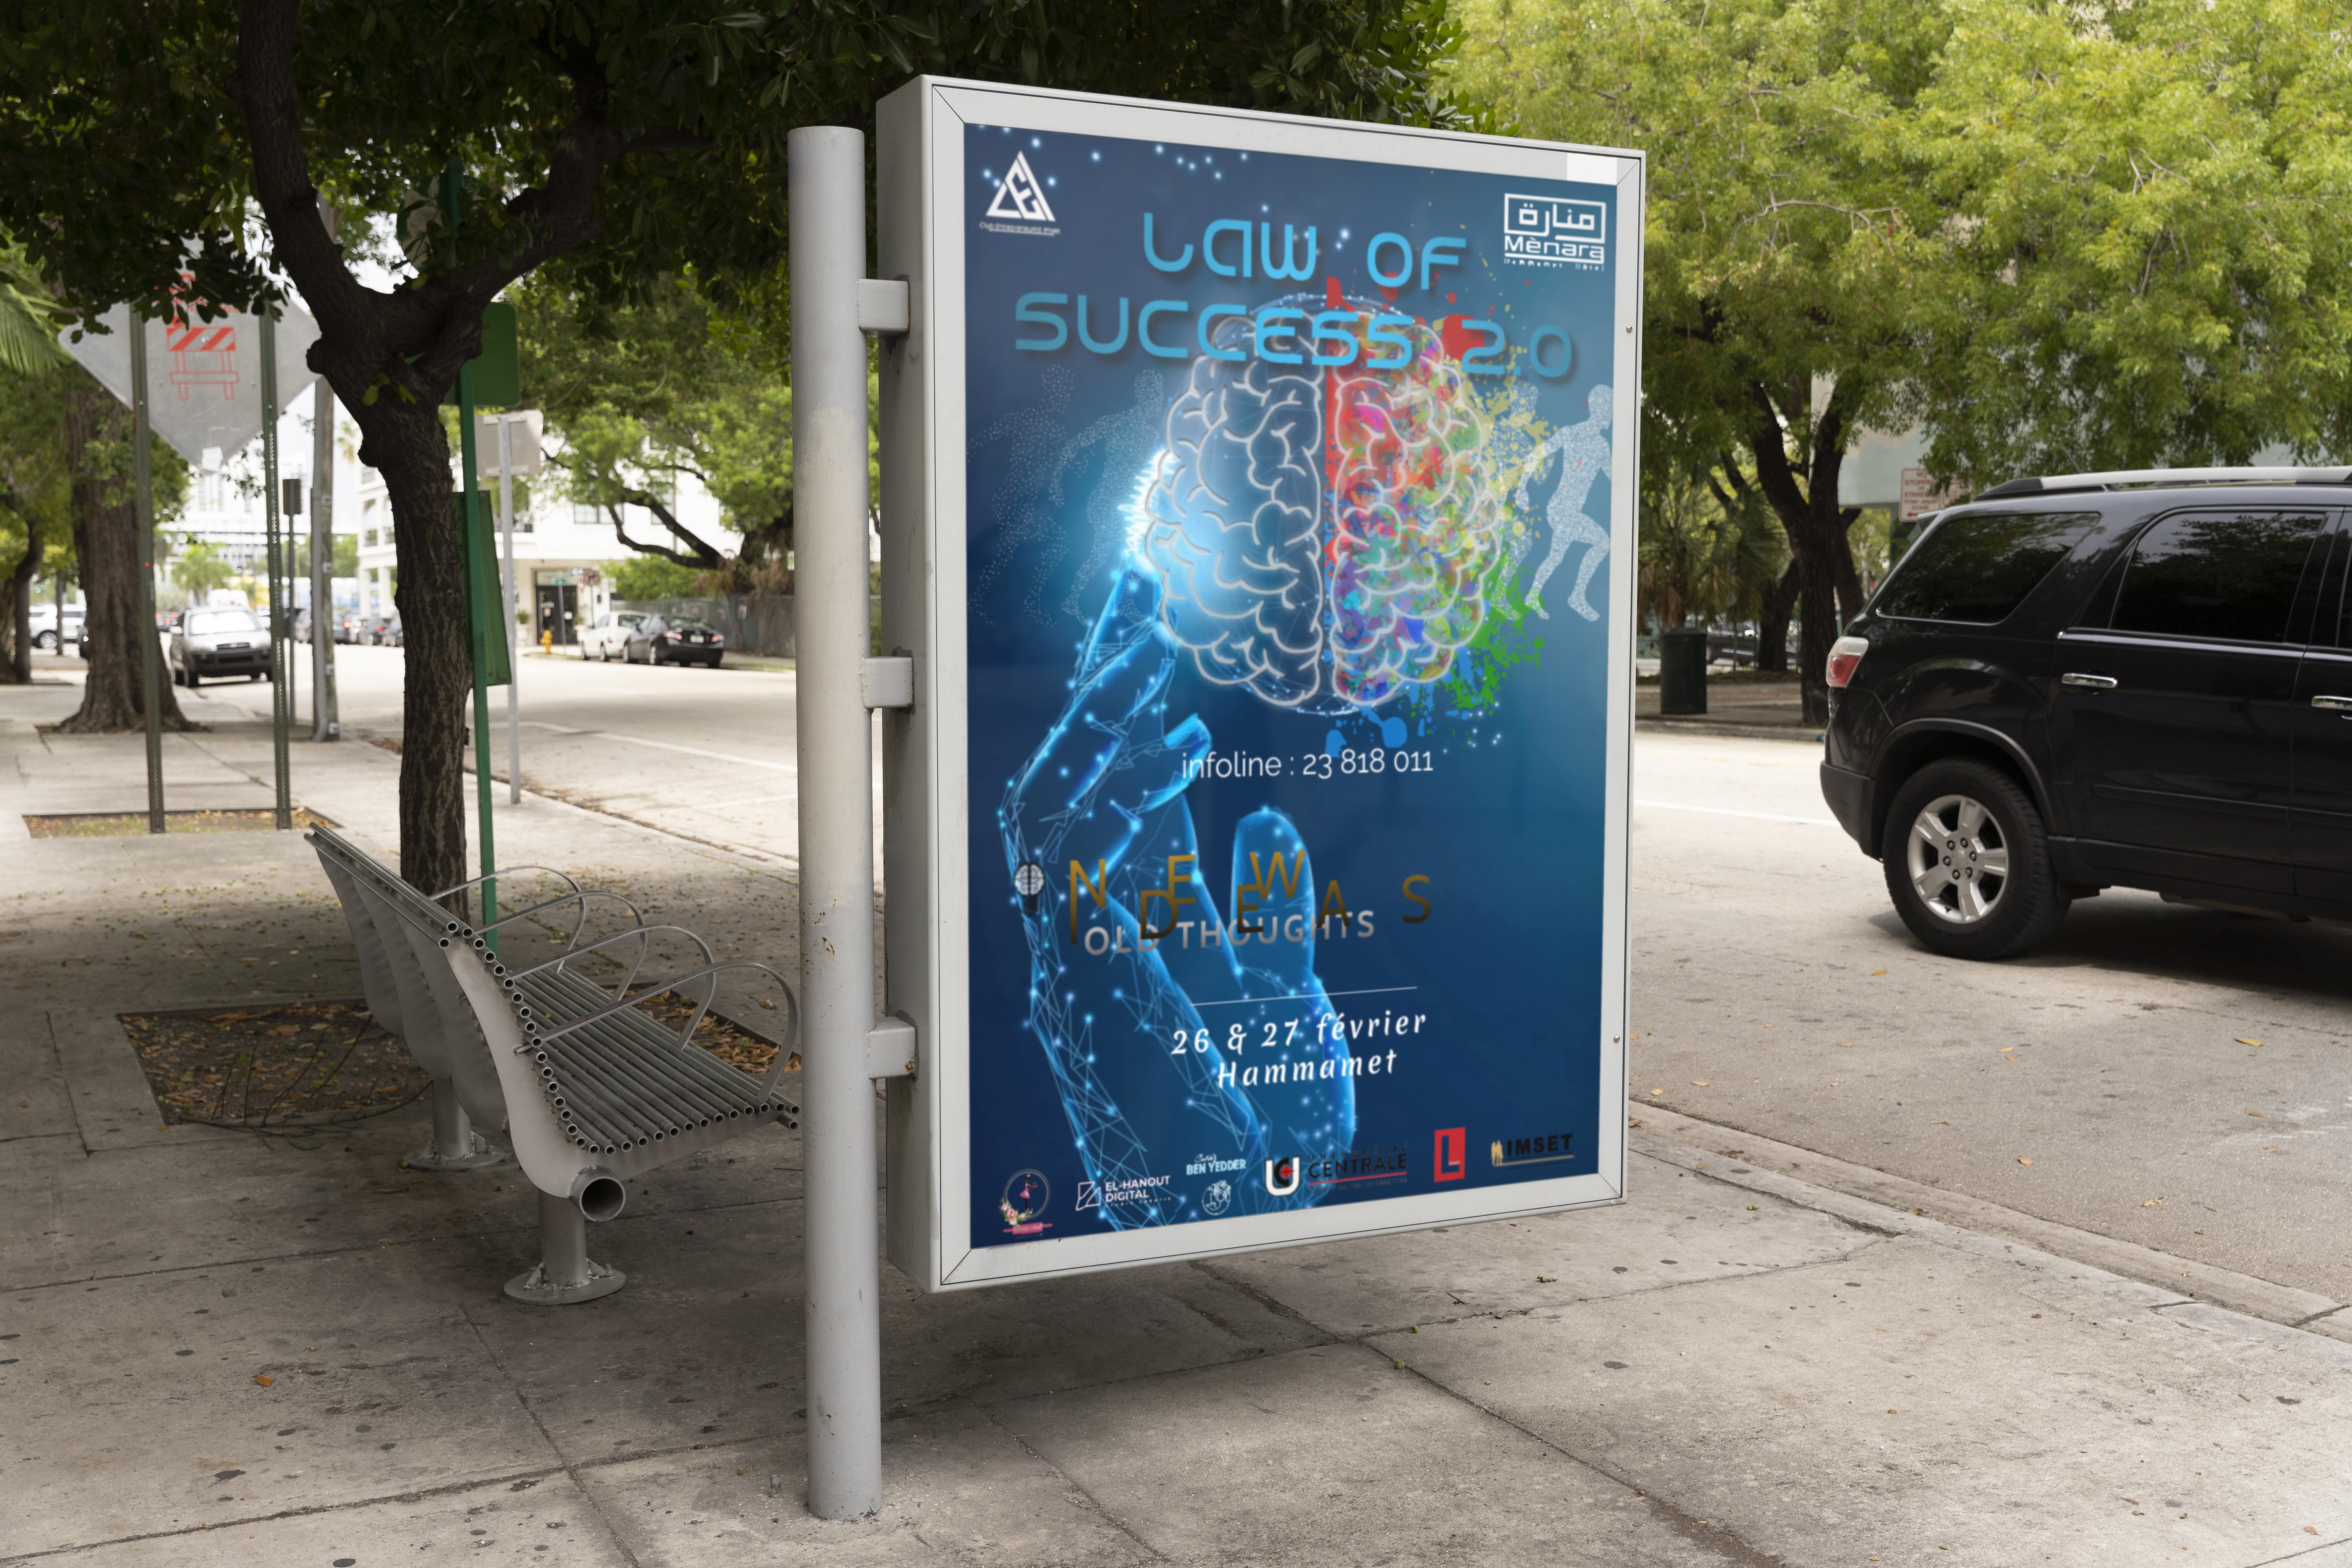 LAW OF
SUCCESS 2.0
منارة
Mènara
infoline : 23 818 011
NEW
IDEAS
OLD THOUGHTS
26 & 27 février
Hammamet
EL-HANOUT
DIGITAL
BEN YEDDER
CENTRALE
IMSET